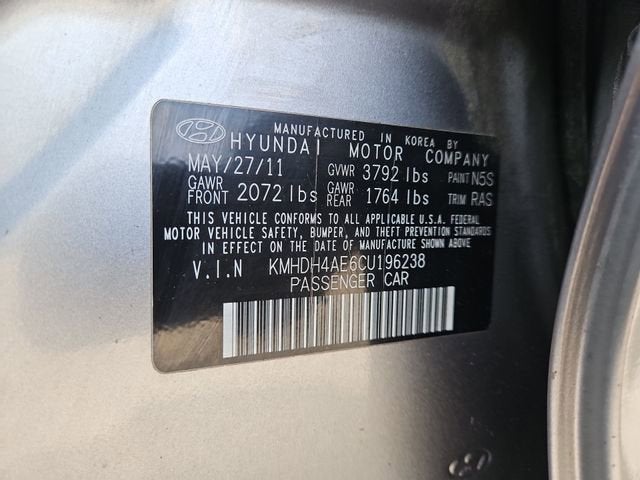 MANUFACTURED IN KOREA BY
HYUNDAI MOTOR COMPANY
MAY/27/11 GVWR 3792 lbs PAINT N5S
GAWR FRONT 2072 lbs GAWR REAR 1764 lbs TRIM RAS
THIS VEHICLE CONFORMS TO ALL APPLICABLE U.S.A. FEDERAL
MOTOR VEHICLE SAFETY, BUMPER, AND THEFT PREVENTION STANDARDS
IN EFFECT ON THE DATE OF MANUFACTURE SHOWN ABOVE
V.I.N KMHDH4AE6CU196238
PASSENGER CAR